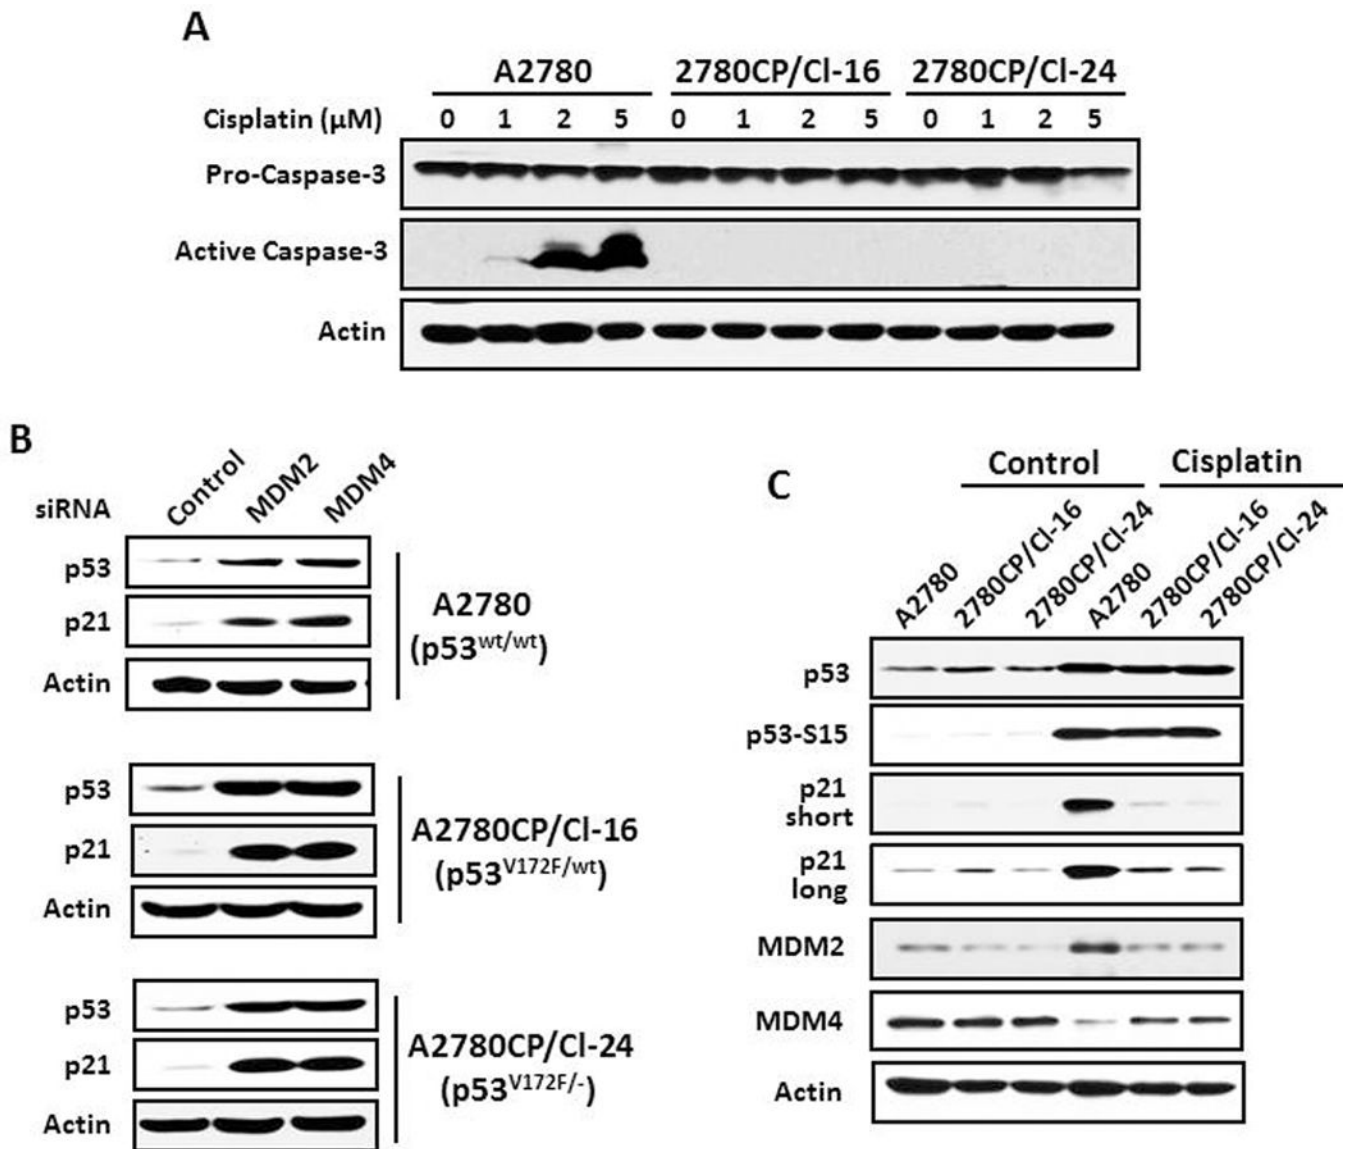 A
A2780 2780CP/Cl-16 2780CP/Cl-24
Cisplatin (µM) 0 1 2 5 0 1 2 5 0 1 2 5
Pro-Caspase-3
Active Caspase-3
Actin
B
siRNA Control MDM2 MDM4
p53
p21
Actin
A2780
(p53wt/wt)
p53
p21
Actin
A2780CP/Cl-16
(p53V172F/wt)
p53
p21
Actin
A2780CP/Cl-24
(p53V172F/-)
C
Control Cisplatin
A2780 2780CP/Cl-16 2780CP/Cl-24 A2780 2780CP/Cl-16 2780CP/Cl-24
p53
p53-S15
p21
short
p21
long
MDM2
MDM4
Actin